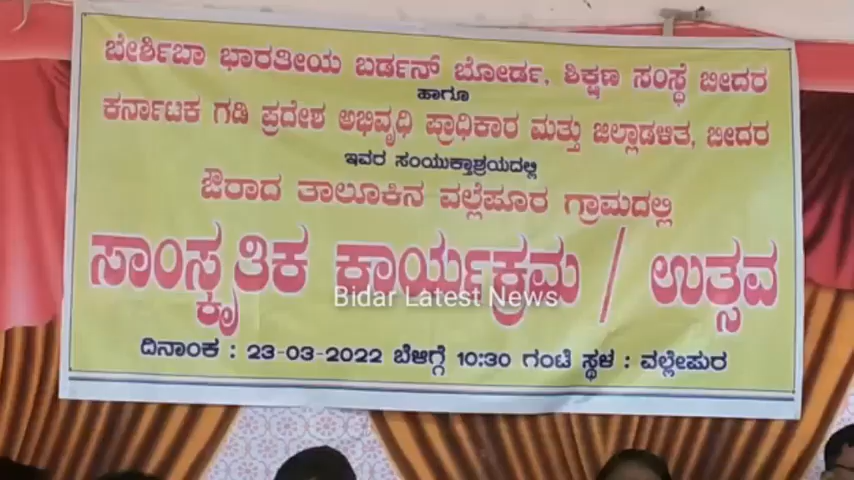 ಬೇರ್ಶಿಬಾ ಭಾರತೀಯ ಬರ್ಡನ್ ಬೋರ್ಡ, ಶಿಕ್ಷಣ ಸಂಸ್ಥೆ ಬೀದರ
ಹಾಗೂ
ಕರ್ನಾಟಕ ಗಡಿ ಪ್ರದೇಶ ಅಭಿವೃಧಿ ಪ್ರಾಧಿಕಾರ ಮತ್ತು ಜಿಲ್ಲಾಡಳಿತ, ಬೀದರ
ಇವರ ಸಂಯುಕ್ತಾಶ್ರಯದಲ್ಲಿ
ಔರಾದ ತಾಲೂಕಿನ ವಲ್ಲೆಪೂರ ಗ್ರಾಮದಲ್ಲಿ
ಸಾಂಸ್ಕೃತಿಕ ಕಾರ್ಯಕ್ರಮ / ಉತ್ಸವ
Bidar Latest News
ದಿನಾಂಕ : 23-03-2022 ಬೆಳಿಗ್ಗೆ 10:30 ಗಂಟೆ ಸ್ಥಳ : ವಲ್ಲೇಪುರ